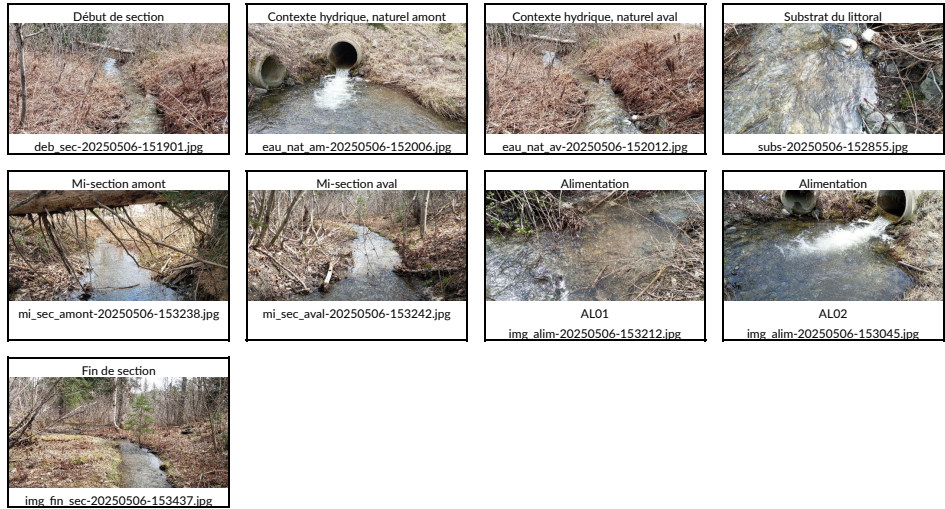 Début de section
Contexte hydrique, naturel amont
Contexte hydrique, naturel aval
Substrat du littoral
deb_sec-20250506-151901.jpg
eau_nat_am-20250506-152006.jpg
eau_nat_av-20250506-152012.jpg
subs-20250506-152855.jpg
Mi-section amont
Mi-section aval
Alimentation
Alimentation
mi_sec_amont-20250506-153238.jpg
mi_sec_aval-20250506-153242.jpg
AL01
img_alim-20250506-153212.jpg
AL02
img_alim-20250506-153045.jpg
Fin de section
img_fin_sec-20250506-153437.jpg